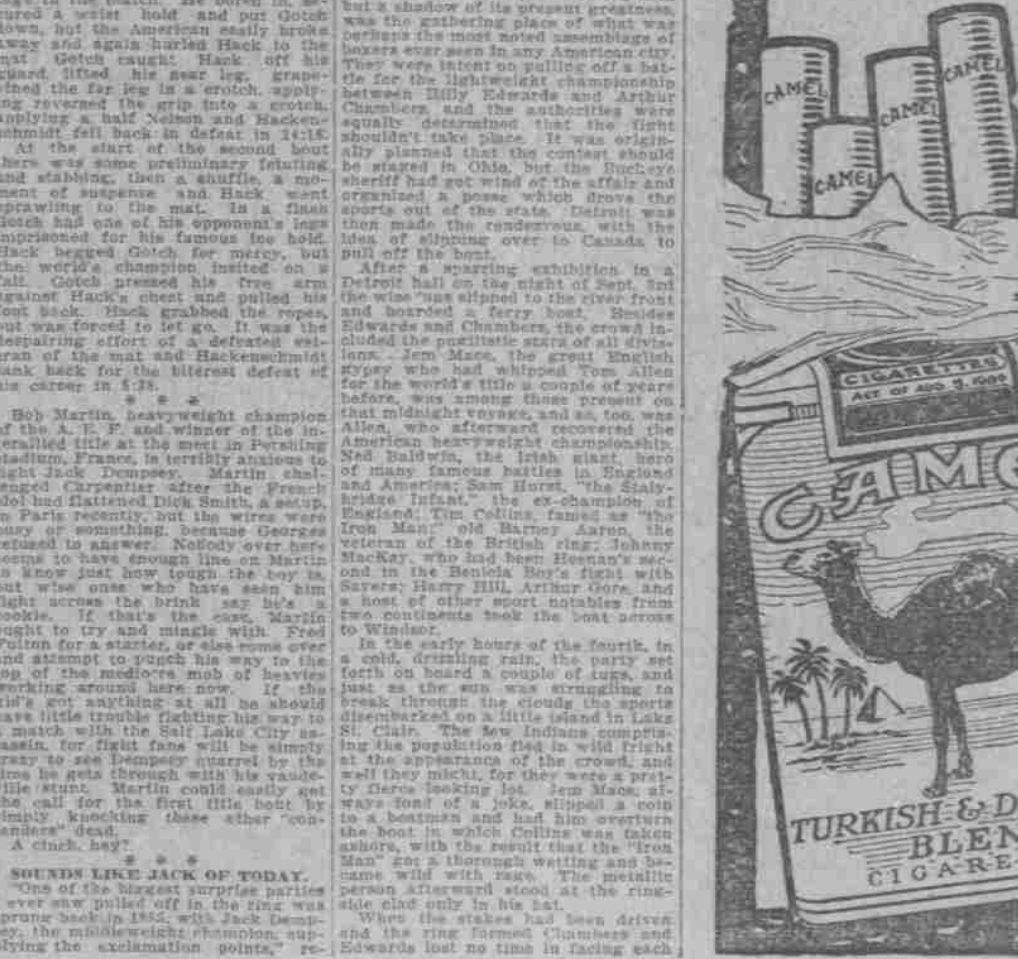 cured a waist hold and put Gotch
down, but the American easily broke
away and again hurled Hack to the
mat. Gotch caught Hack off his
guard, lifted his near leg, grape-
vined the far leg in a crotch, apply-
ing reversed the grip into a crotch,
applying a half Nelson and Hacken-
schmidt fell back in defeat in 14:18.
At the start of the second bout
there was some preliminary feinting
and stabbing, then a shuffle, a mo-
ment of suspense and Hack went
sprawling to the mat. In a flash
Gotch had one of his opponent's legs
imprisoned for his famous toe hold.
Hack begged Gotch for mercy, but
the world's champion insited on a
fall. Gotch pressed his free arm
against Hack's chest and pulled his
foot back. Hack grabbed the ropes,
but was forced to let go. It was the
despairing effort of a defeated vet-
eran of the mat and Hackenschmidt
sank back for the biterest defeat of
his career in
* * *
Bob Martin, heavyweight champion
of the A. E. F. and winner of the in-
terallied title at the meet in Pershing
stadium, France, is terribly anxious to
fight Jack Dempsey. Martin chal-
lenged Carpentier after the French
idol had flattened Dick Smith, a setup,
in Paris recently, but the wires were
busy or something, because Georges
refused to answer. Nobody over here
seems to have enough line on Martin
to know just how tough the boy is,
but wise ones who have seen him
fight across the brink say he's a
bookie. If that's the case, Martin
ought to try and mingle with Fred
Fulton for a starter, or else come over
and attempt to punch his way to the
top of the mediocre mob of heavies
working around here now. If the
kid's got anything at all he should
have little trouble fighting his way to
a match with the Salt Lake City as-
sassin, for fight fans will be simply
crazy to see Dempsey quarrel by the
time he gets through with his vaude-
ville stunt. Martin could easily get
the call for the first title bout by
simply knocking these other "con-
tenders" dead.
A cinch, hey?
* * *
SOUNDS LIKE JACK OF TODAY.
"One of the biggest surprise parties
I ever saw pulled off in the ring was
sprung back in 1885, with Jack Demp-
sey, the middleweight champion, sup-
plying the exclamation points," re-
but a shadow of its present greatness,
was the gathering place of what was
perhaps the most noted assemblage of
boxers ever seen in any American city.
They were intent on pulling off a bat-
tle for the lightweight championship
between Billy Edwards and Arthur
Chambers, and the authorities were
equally determined that the fight
shouldn't take place. It was origin-
ally planned that the contest should
be staged in Ohio, but the Buckeye
sheriff had got wind of the affair and
organized a posse which drove the
sports out of the state. Detroit was
then made the rendezvous, with the
idea of slipping over to Canada to
pull off the bout.
After a sparring exhibition in a
Detroit hall on the night of Sept. 3rd
the wise 'uns slipped to the river front
and boarded a ferry boat. Besides
Edwards and Chambers, the crowd in-
cluded the pugilistic stars of all divis-
ions. Jem Mace, the great English
gypsy who had whipped Tom Allen
for the world's title a couple of years
before, was among those present on
that midnight voyage, and so, too, was
Allen, who afterward recovered the
American heavyweight championship.
Ned Baldwin, the Irish giant, hero
of many famous battles in England
and America; Sam Hurst, "the Staly-
bridge Infant," the ex-champion of
England; Tim Collins, famed as "the
Iron Man;" old Barney Aaron, the
veteran of the British ring; Johnny
MacKay, who had been Heenan's sec-
ond in the Benicia Boy's fight with
Sayers; Harry Hill, Arthur Gore, and
a host of other sport notables from
two continents took the boat across
to Windsor.
In the early hours of the fourth, in
a cold, drizzling rain, the party set
forth on board a couple of tugs, and
just as the sun was struggling to
break through the clouds the sports
disembarked on a little island in Lake
St. Clair. The few Indians compris-
ing the population fled in wild fright
at the appearance of the crowd, and
well they might, for they were a pret-
ty fierce looking lot. Jem Mace, al-
ways fond of a joke, slipped a coin
to a boatman and had him overturn
the boat in which Collins was taken
ashore, with the result that the "Iron
Man" got a thorough wetting and be-
came wild with rage. The metallic
person afterward stood at the ring-
side clad only in his hat.
When the stakes had been driven
and the ring formed Chambers and
Edwards lost no time in facing each
CAMEL
CAMEL
CAMEL
CAMEL
CIGARETTES
ACT OF AUG. 5, 1909
CAME
TURKISH & D
BLEN
CIGARE